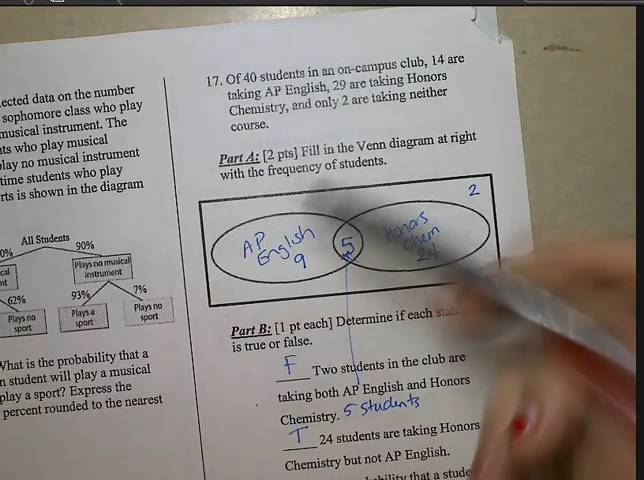 lected data on the number
sophomore class who play
musical instrument. The
nts who play musical
play no musical instrument
time students who play
rts is shown in the diagram
All Students
0%
90%
Plays no musical
instrument
62%
93%
7%
Plays no
sport
Plays a
sport
Plays no
sport
What is the probability that a
n student will play a musical
play a sport? Express the
percent rounded to the nearest
17. Of 40 students in an on-campus club, 14 are
taking AP English, 29 are taking Honors
Chemistry, and only 2 are taking neither
course.
Part A: [2 pts] Fill in the Venn diagram at right
with the frequency of students.
2
AP
English
9
5
Honors
Chem
24
Part B: [1 pt each] Determine if each
is true or false.
F Two students in the club are
taking both AP English and Honors
Chemistry. 5 students
T 24 students are taking Honors
Chemistry but not AP English.
that a stude